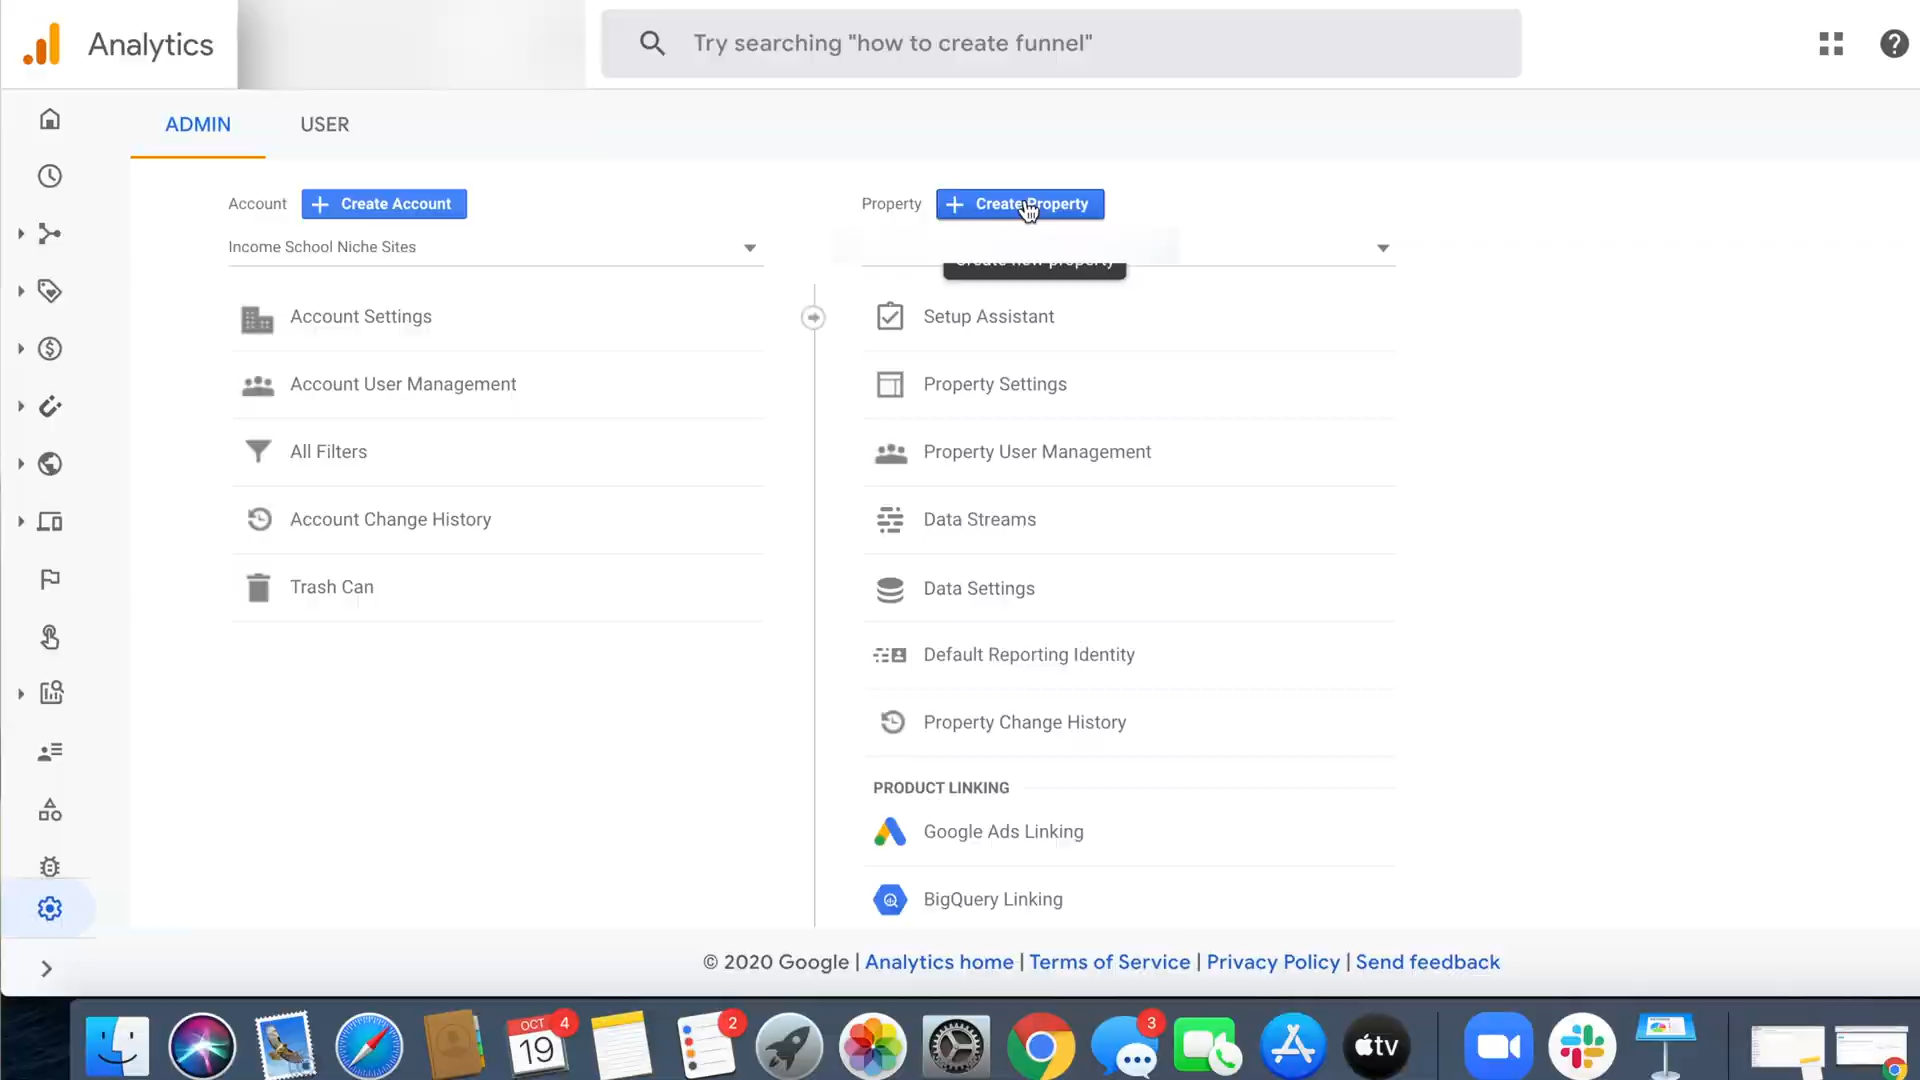 Analytics
Try searching "how to create funnel"
ADMIN
USER
Account
Create Account
Property
Create Property
Income School Niche Sites
Create new property
Account Settings
Account User Management
All Filters
Account Change History
Trash Can
Setup Assistant
Property Settings
Property User Management
Data Streams
Data Settings
Default Reporting Identity
Property Change History
PRODUCT LINKING
Google Ads Linking
BigQuery Linking
© 2020 Google | Analytics home | Terms of Service | Privacy Policy | Send feedback
OCT
19
4
2
3
tv